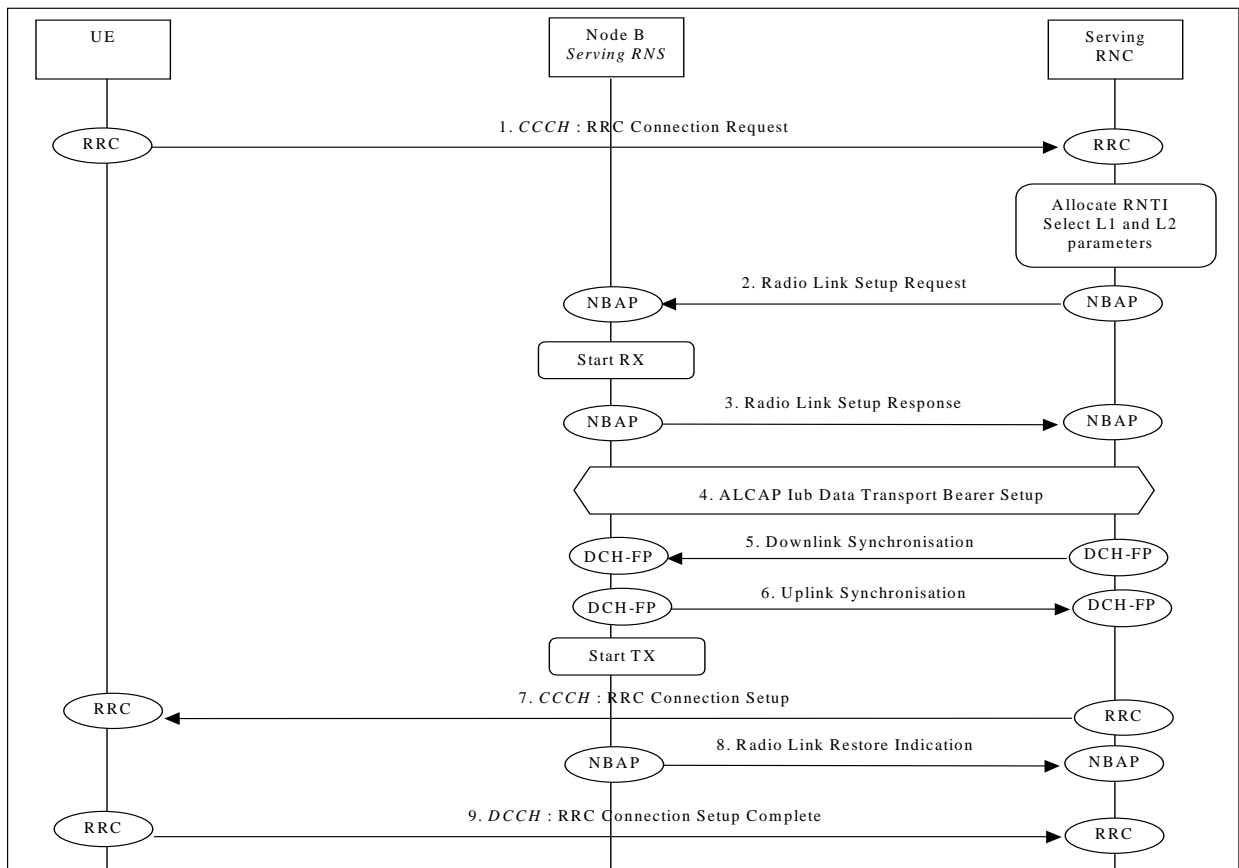 UE
Node B
Serving RNS
Serving
RNC
1. CCCH : RRC Connection Request
RRC
RRC
Allocate RNTI
Select L1 and L2
parameters
2. Radio Link Setup Request
NBAP
NBAP
Start RX
3. Radio Link Setup Response
NBAP
NBAP
4. ALCAP Iub Data Transport Bearer Setup
5. Downlink Synchronisation
DCH-FP
DCH-FP
6. Uplink Synchronisation
DCH-FP
DCH-FP
Start TX
7. CCCH : RRC Connection Setup
RRC
RRC
8. Radio Link Restore Indication
NBAP
NBAP
9. DCCH : RRC Connection Setup Complete
RRC
RRC